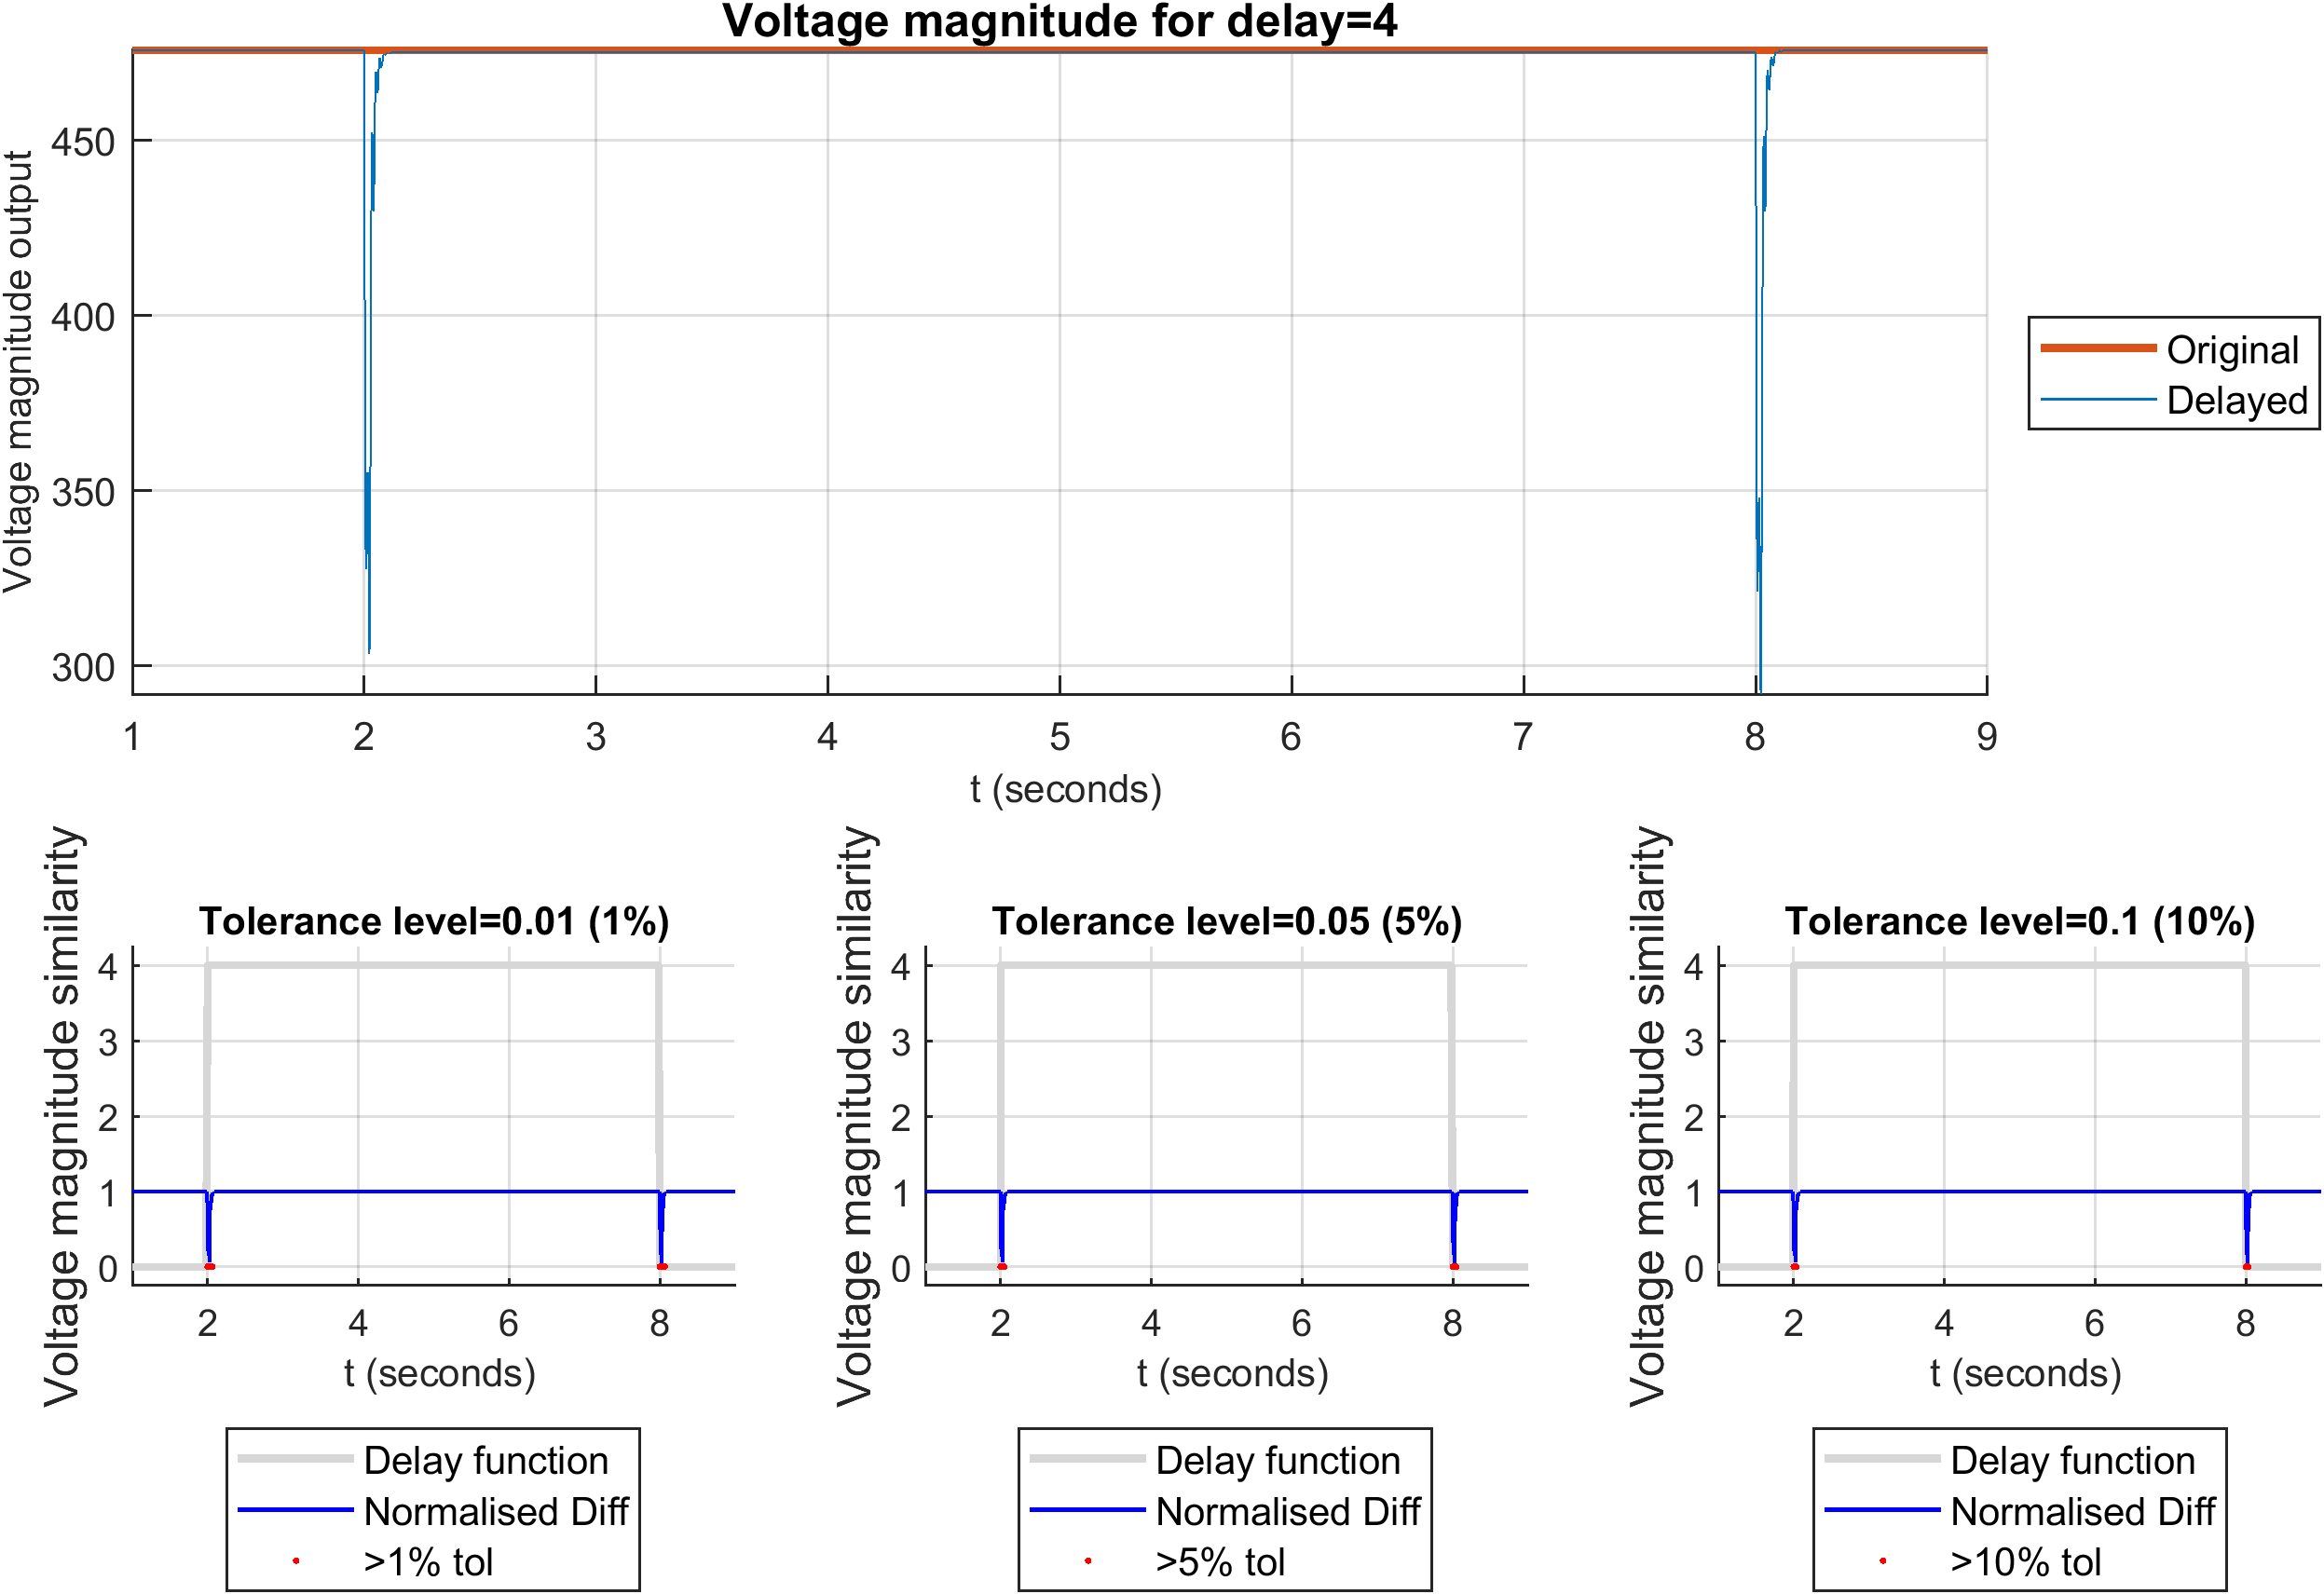 Voltage magnitude for delay=4
Voltage magnitude output
450
400
350
300
1 2 3 4 5 6 7 8 9
t (seconds)
Original
Delayed
Tolerance level=0.01 (1%)
Voltage magnitude similarity
4
3
2
1
0
2 4 6 8
t (seconds)
Delay function
Normalised Diff
>1% tol
Tolerance level=0.05 (5%)
Voltage magnitude similarity
4
3
2
1
0
2 4 6 8
t (seconds)
Delay function
Normalised Diff
>5% tol
Tolerance level=0.1 (10%)
Voltage magnitude similarity
4
3
2
1
0
2 4 6 8
t (seconds)
Delay function
Normalised Diff
>10% tol